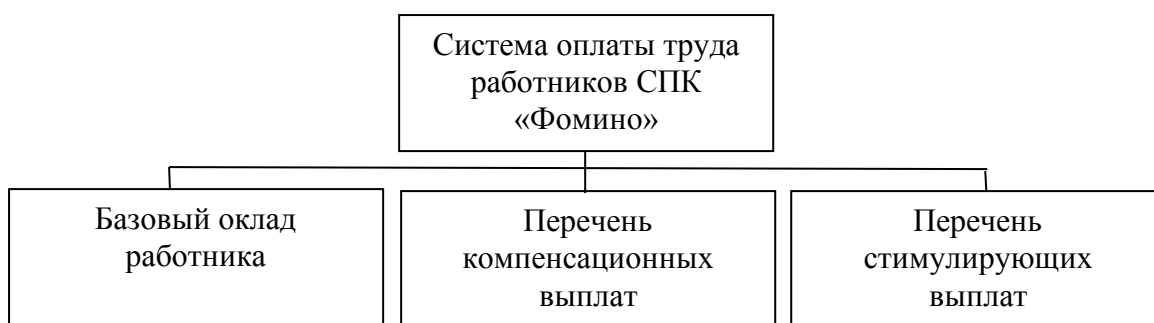 Система оплаты труда
работников СПК
«Фомино»
Базовый оклад
работника
Перечень
компенсационных
выплат
Перечень
стимулирующих
выплат